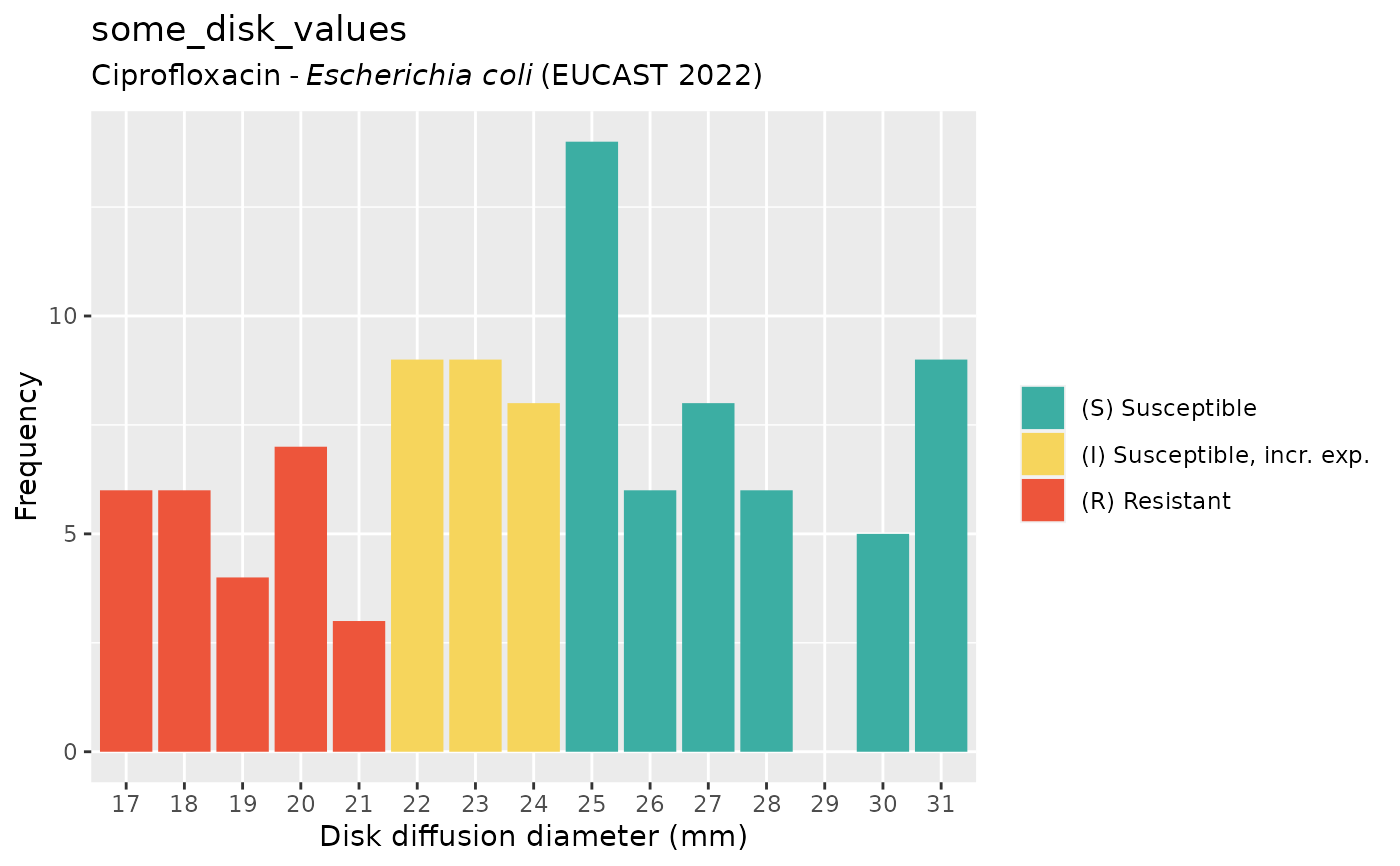 some_disk_values
Ciprofloxacin - Escherichia coli (EUCAST 2022)
Frequency
10
5
0
17 18 19 20 21 22 23 24 25 26 27 28 29 30 31
Disk diffusion diameter (mm)
(S) Susceptible
(I) Susceptible, incr. exp.
(R) Resistant